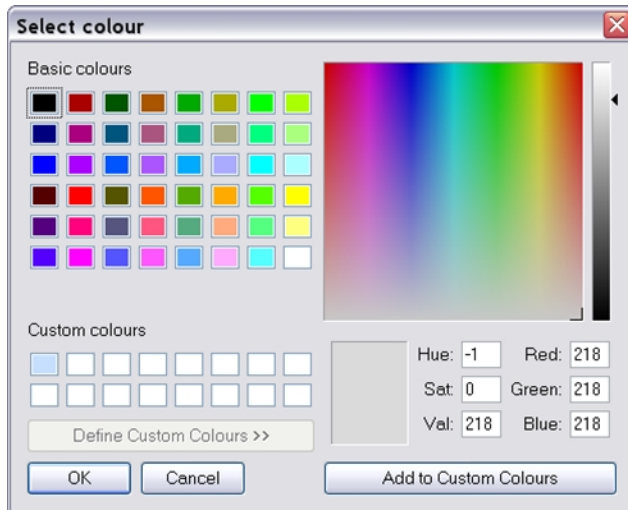 Select colour
Basic colours
Custom colours
Define Custom Colours >>
OK
Cancel
Hue: -1
Red: 218
Sat: 0
Green: 218
Val: 218
Blue: 218
Add to Custom Colours